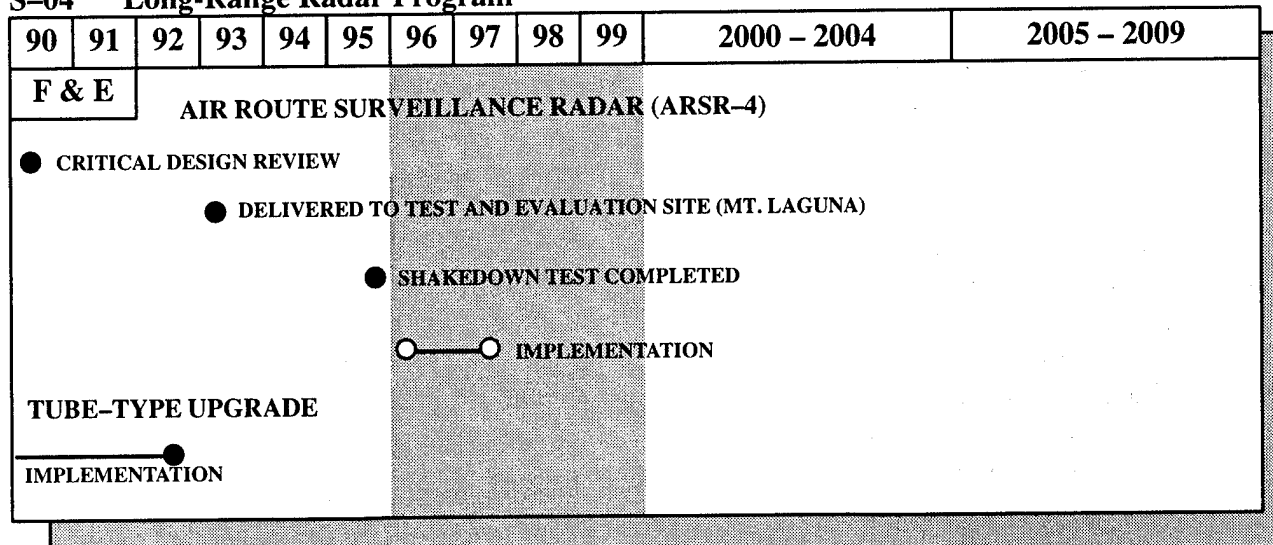 S–04 Long-Range Radar Program
90 91 92 93 94 95 96 97 98 99 2000 – 2004 2005 – 2009
F & E
AIR ROUTE SURVEILLANCE RADAR (ARSR–4)
CRITICAL DESIGN REVIEW
DELIVERED TO TEST AND EVALUATION SITE (MT. LAGUNA)
SHAKEDOWN TEST COMPLETED
IMPLEMENTATION
TUBE–TYPE UPGRADE
IMPLEMENTATION